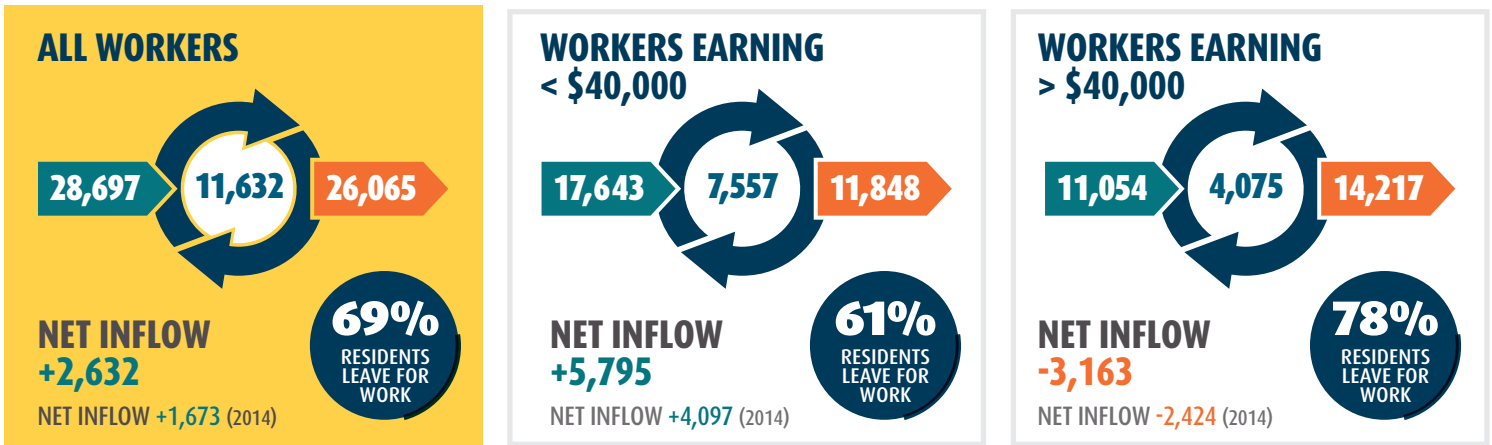 ALL WORKERS
28,697
11,632
26,065
69%
RESIDENTS
LEAVE FOR
WORK
NET INFLOW
+2,632
NET INFLOW +1,673 (2014)
WORKERS EARNING
< $40,000
17,643
7,557
11,848
61%
RESIDENTS
LEAVE FOR
WORK
NET INFLOW
+5,795
NET INFLOW +4,097 (2014)
WORKERS EARNING
> $40,000
11,054
4,075
14,217
78%
RESIDENTS
LEAVE FOR
WORK
NET INFLOW
-3,163
NET INFLOW -2,424 (2014)